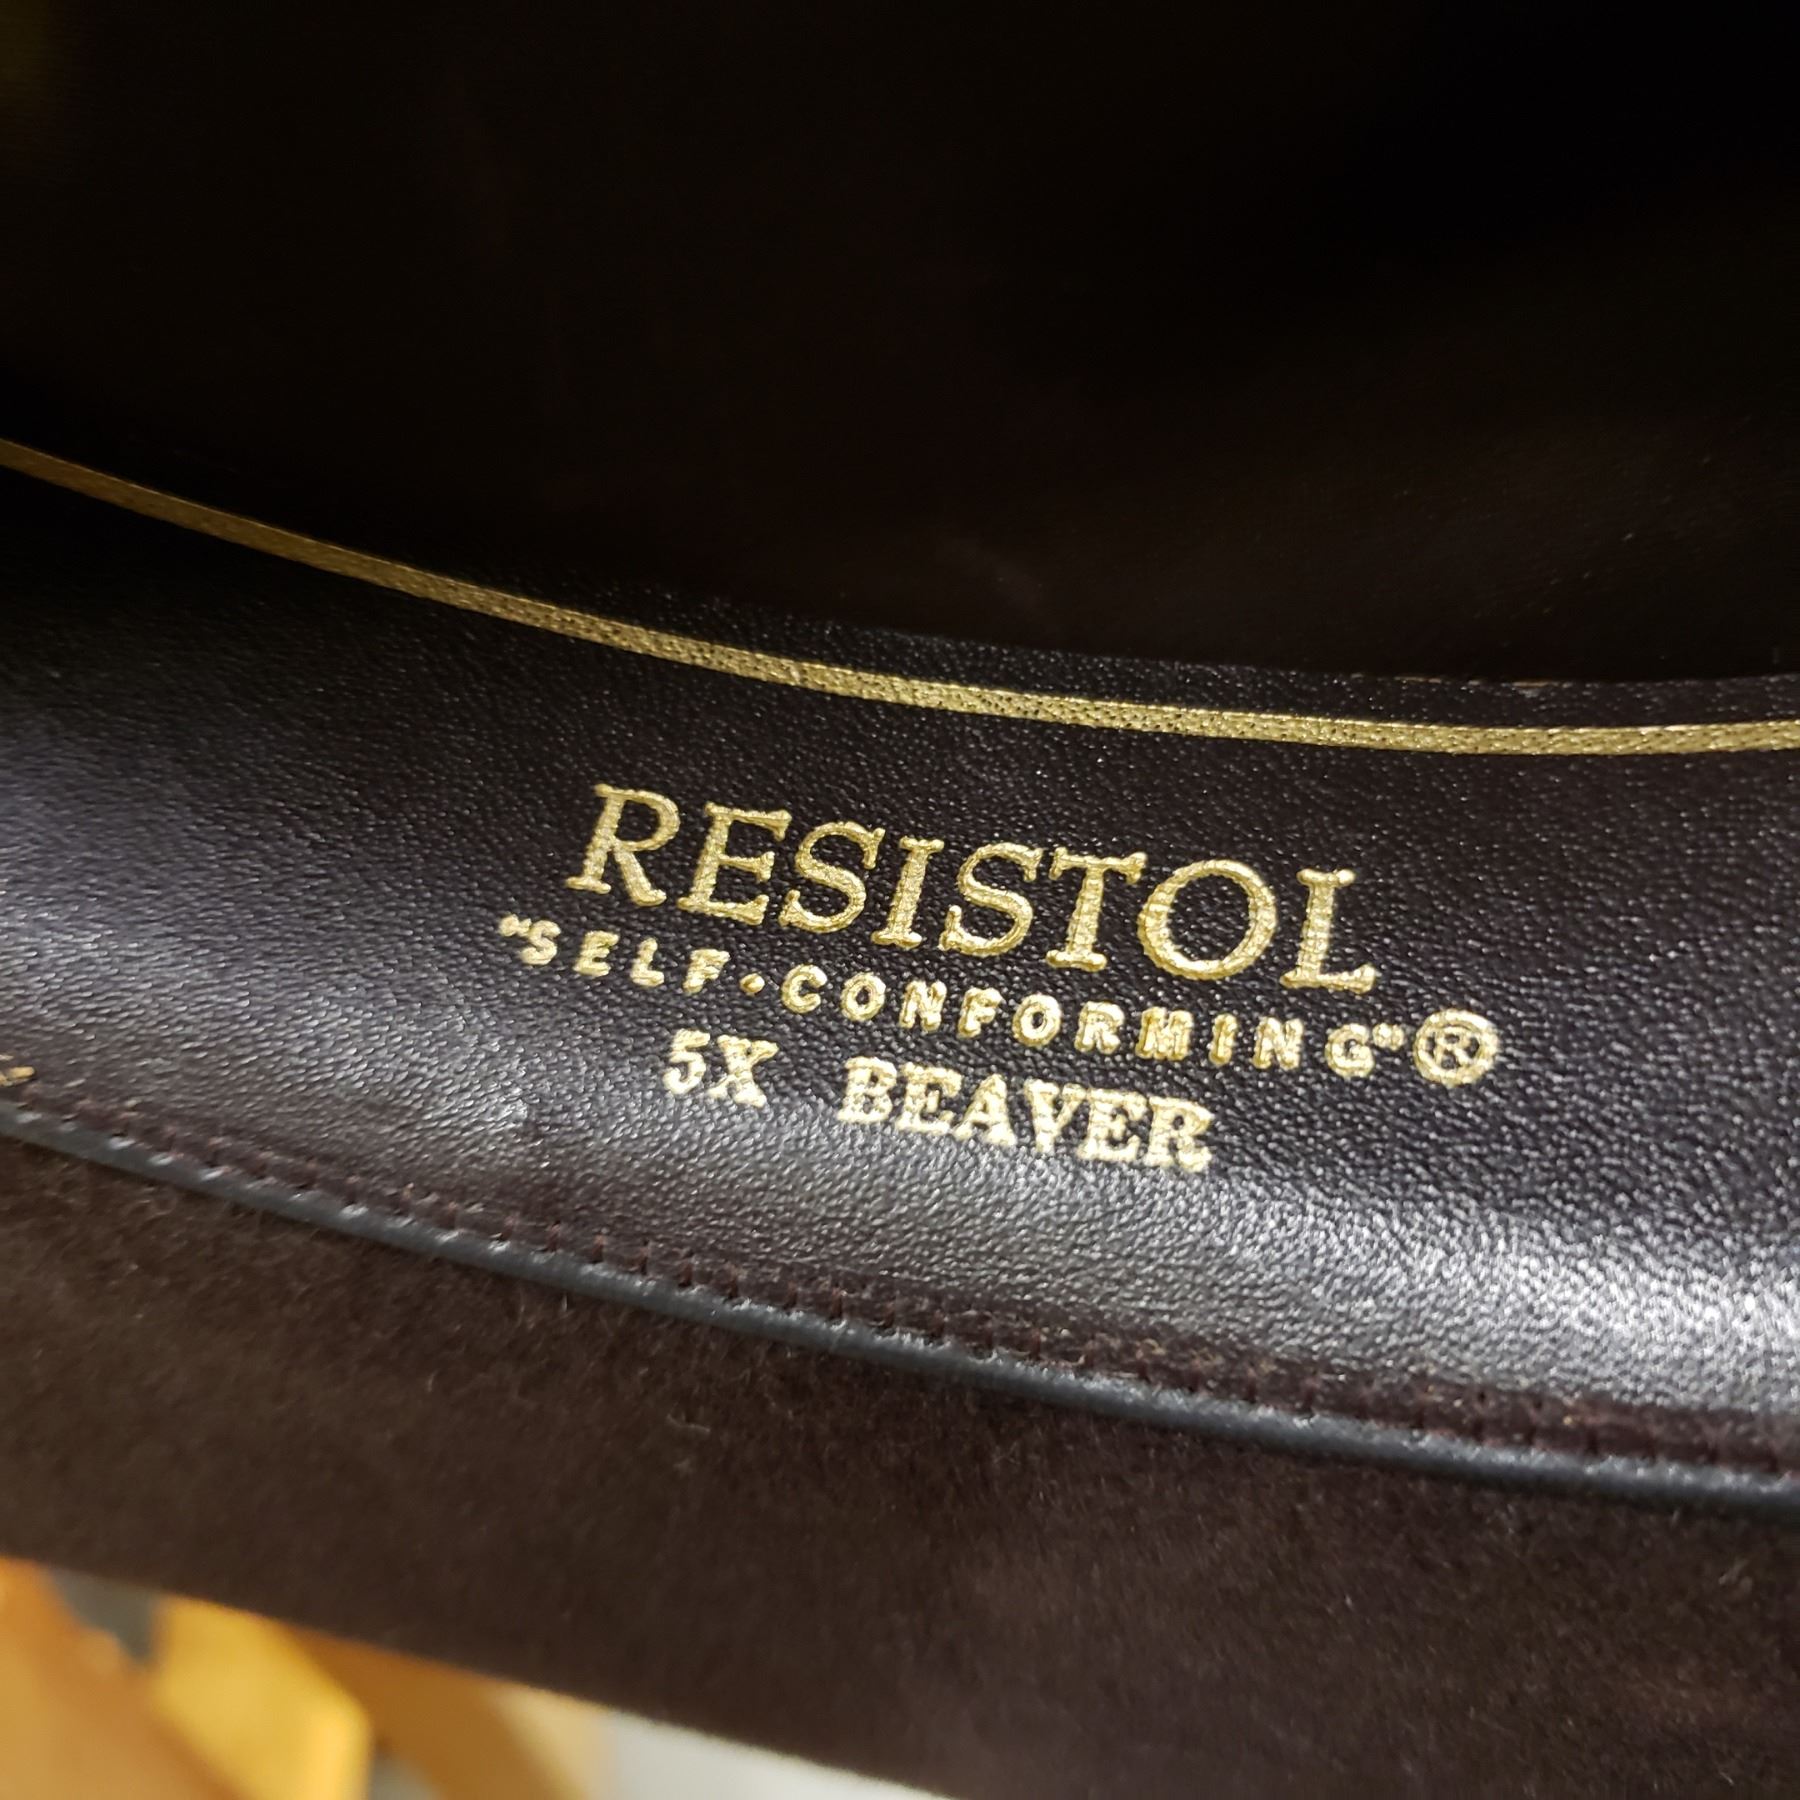 RESISTOL
"SELF-CONFORMING"®
5X BEAVER